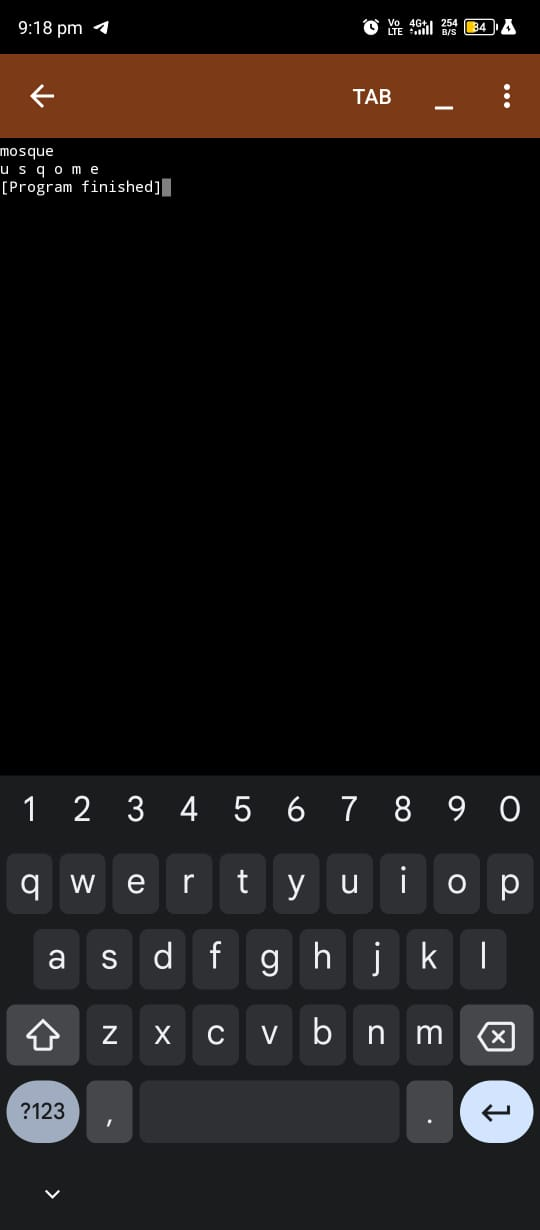 9:18 pm
Vo LTE 4G+ 254 B/S 34
TAB
mosque
u s q o m e
[Program finished]
1 2 3 4 5 6 7 8 9 0
q w e r t y u i o p
a s d f g h j k l
z x c v b n m
?123 , .